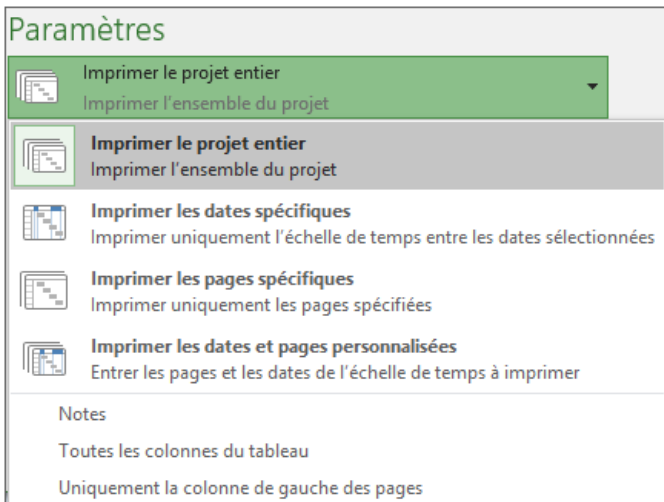 Paramètres
Imprimer le projet entier
Imprimer l'ensemble du projet
Imprimer le projet entier
Imprimer l'ensemble du projet
Imprimer les dates spécifiques
Imprimer uniquement l'échelle de temps entre les dates sélectionnées
Imprimer les pages spécifiques
Imprimer uniquement les pages spécifiées
Imprimer les dates et pages personnalisées
Entrer les pages et les dates de l'échelle de temps à imprimer
Notes
Toutes les colonnes du tableau
Uniquement la colonne de gauche des pages